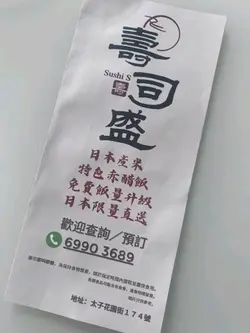 壽司盛
Sushi S
日本産米
特色赤醋飯
免費飯量升級
日本限量直送
歡迎查詢／預訂
6990 3689
地址：太子花園街174號